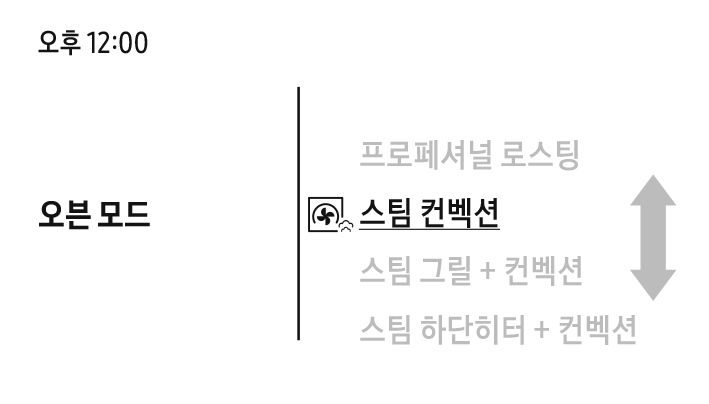 오후 12:00
프로페셔널 로스팅
오븐 모드
스팀 컨벡션
스팀 그릴 + 컨벡션
스팀 하단히터 + 컨벡션